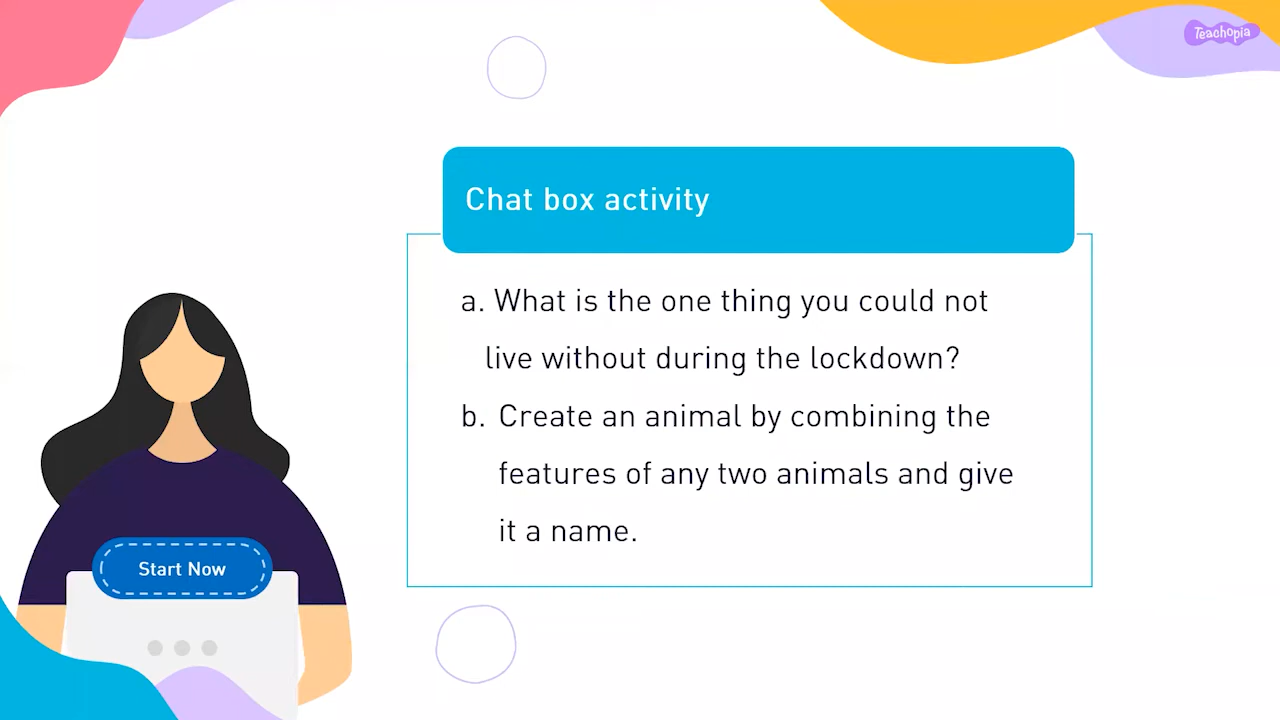 Teachopia
Chat box activity
a. What is the one thing you could not
live without during the lockdown?
b. Create an animal by combining the
features of any two animals and give
it a name.
Start Now